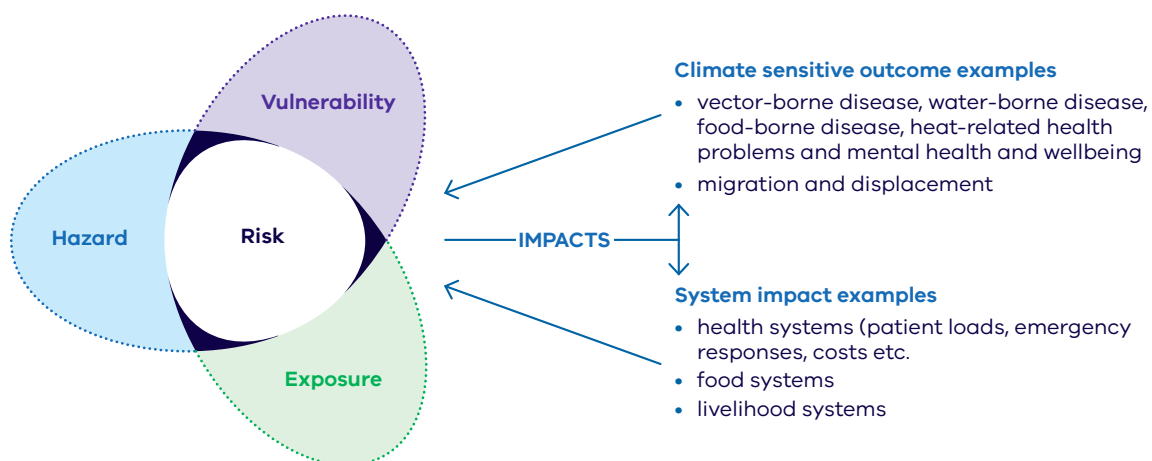 Vulnerability
Hazard
Risk
Exposure
IMPACTS
Climate sensitive outcome examples
• vector-borne disease, water-borne disease,
food-borne disease, heat-related health
problems and mental health and wellbeing
• migration and displacement
System impact examples
• health systems (patient loads, emergency
responses, costs etc.
• food systems
• livelihood systems